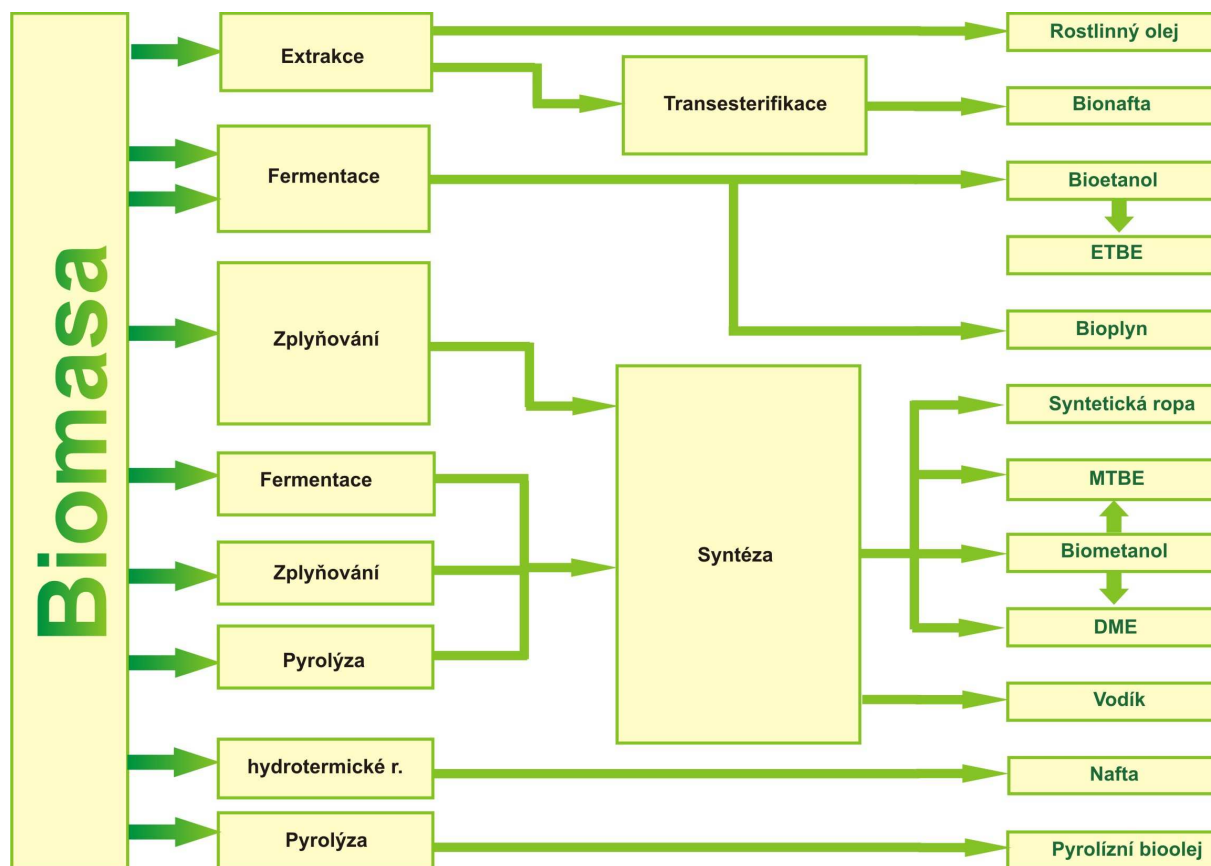 Biomasa
Extrakce
Rostlinný olej
Transesterifikace
Bionafta
Fermentace
Bioetanol
ETBE
Zplyňování
Bioplyn
Syntéza
Syntetická ropa
Fermentace
MTBE
Biometanol
Zplyňování
DME
Pyrolýza
Vodík
hydrotermické r.
Nafta
Pyrolýza
Pyrolízní bioolej